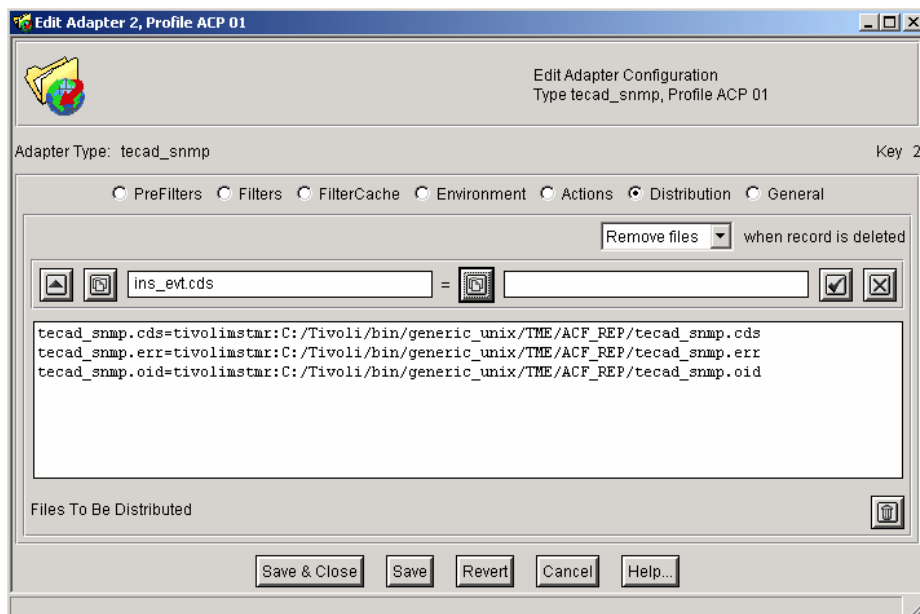 Edit Adapter 2, Profile ACP 01
Edit Adapter Configuration
Type tecad_snmp, Profile ACP 01
Adapter Type: tecad_snmp Key 2
PreFilters Filters FilterCache Environment Actions Distribution General
Remove files when record is deleted
ins_evt.cds =
tecad_snmp.cds=tivolimstmr:C:/Tivoli/bin/generic_unix/TME/ACF_REP/tecad_snmp.cds
tecad_snmp.err=tivolimstmr:C:/Tivoli/bin/generic_unix/TME/ACF_REP/tecad_snmp.err
tecad_snmp.oid=tivolimstmr:C:/Tivoli/bin/generic_unix/TME/ACF_REP/tecad_snmp.oid
Files To Be Distributed
Save & Close Save Revert Cancel Help...